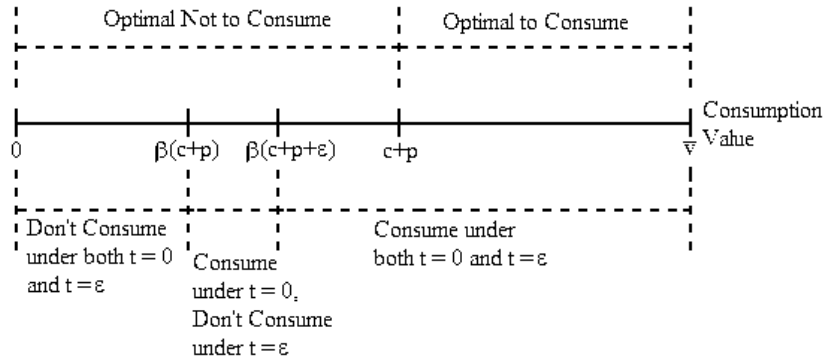 Optimal Not to Consume
Optimal to Consume
Consumption
Value
0
β(c+p)
β(c+p+ε)
c+p
v̅
Don't Consume
under both t = 0
and t = ε
Consume
under t = 0,
Don't Consume
under t = ε
Consume under
both t = 0 and t = ε